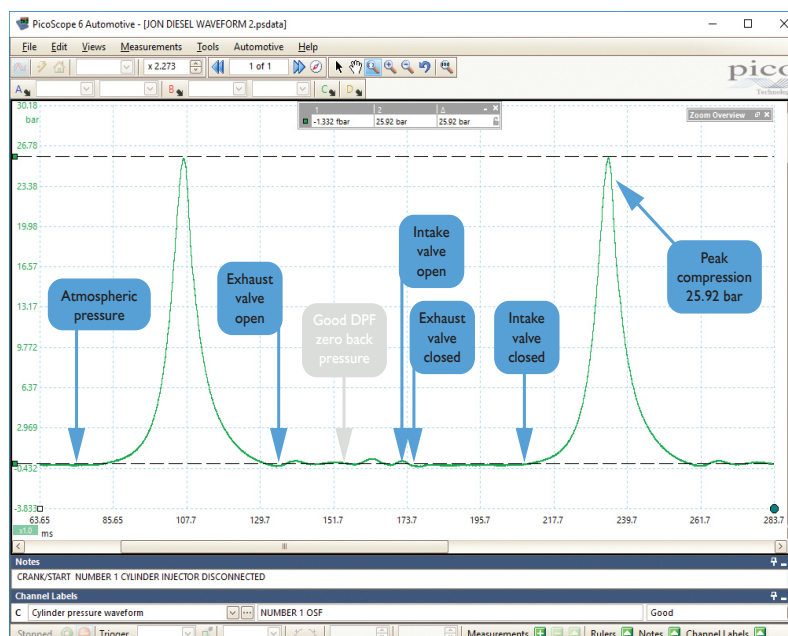 PicoScope 6 Automotive - [JON DIESEL WAVEFORM 2.psdata]
File Edit Views Measurements Tools Automotive Help
x 2.273 1 of 1
pico
Technology
A B C D
30.18
bar
26.78
23.38
19.98
16.57
13.17
9.772
6.37
2.969
-0.432
-3.833
1 2 Δ
-1.332 fbar 25.92 bar 25.92 bar
Zoom Overview
Atmospheric
pressure
Exhaust
valve
open
Good DPF
zero back
pressure
Intake
valve
open
Exhaust
valve
closed
Intake
valve
closed
Peak
compression
25.92 bar
63.65 85.65 107.7 129.7 151.7 173.7 195.7 217.7 239.7 261.7 283.7
x1.0 ms
Notes
CRANK/START NUMBER 1 CYLINDER INJECTOR DISCONNECTED
Channel Labels
C Cylinder pressure waveform NUMBER 1 OSF Good
Stopped Trigger Measurements Rulers Notes Channel Labels